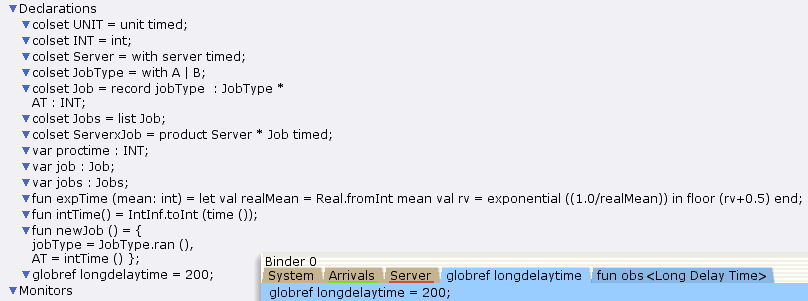 Declarations
colset UNIT = unit timed;
colset INT = int;
colset Server = with server timed;
colset JobType = with A | B;
colset Job = record jobType : JobType *
AT : INT;
colset Jobs = list Job;
colset ServerxJob = product Server * Job timed;
var proctime : INT;
var job : Job;
var jobs : Jobs;
fun expTime (mean: int) = let val realMean = Real.fromInt mean val rv = exponential ((1.0/realMean)) in floor (rv+0.5) end;
fun intTime() = IntInf.toInt (time ());
fun newJob () = {
jobType = JobType.ran (),
AT = intTime () };
globref longdelaytime = 200;
Monitors
Binder 0
System Arrivals Server globref longdelaytime fun obs <Long Delay Time>
globref longdelaytime = 200;